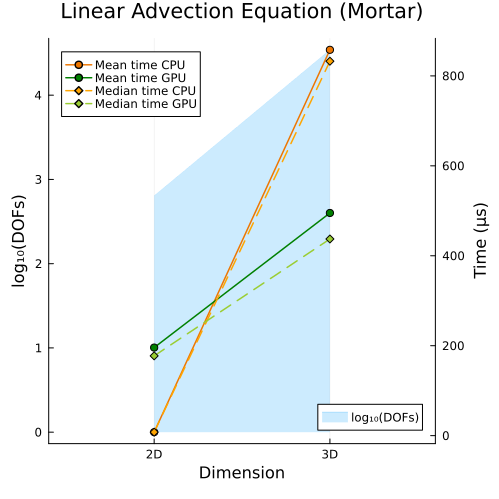 Linear Advection Equation (Mortar)
Mean time CPU
Mean time GPU
Median time CPU
Median time GPU
log₁₀(DOFs)
4
3
2
1
0
Time (μs)
800
600
400
200
0
log₁₀(DOFs)
2D
3D
Dimension